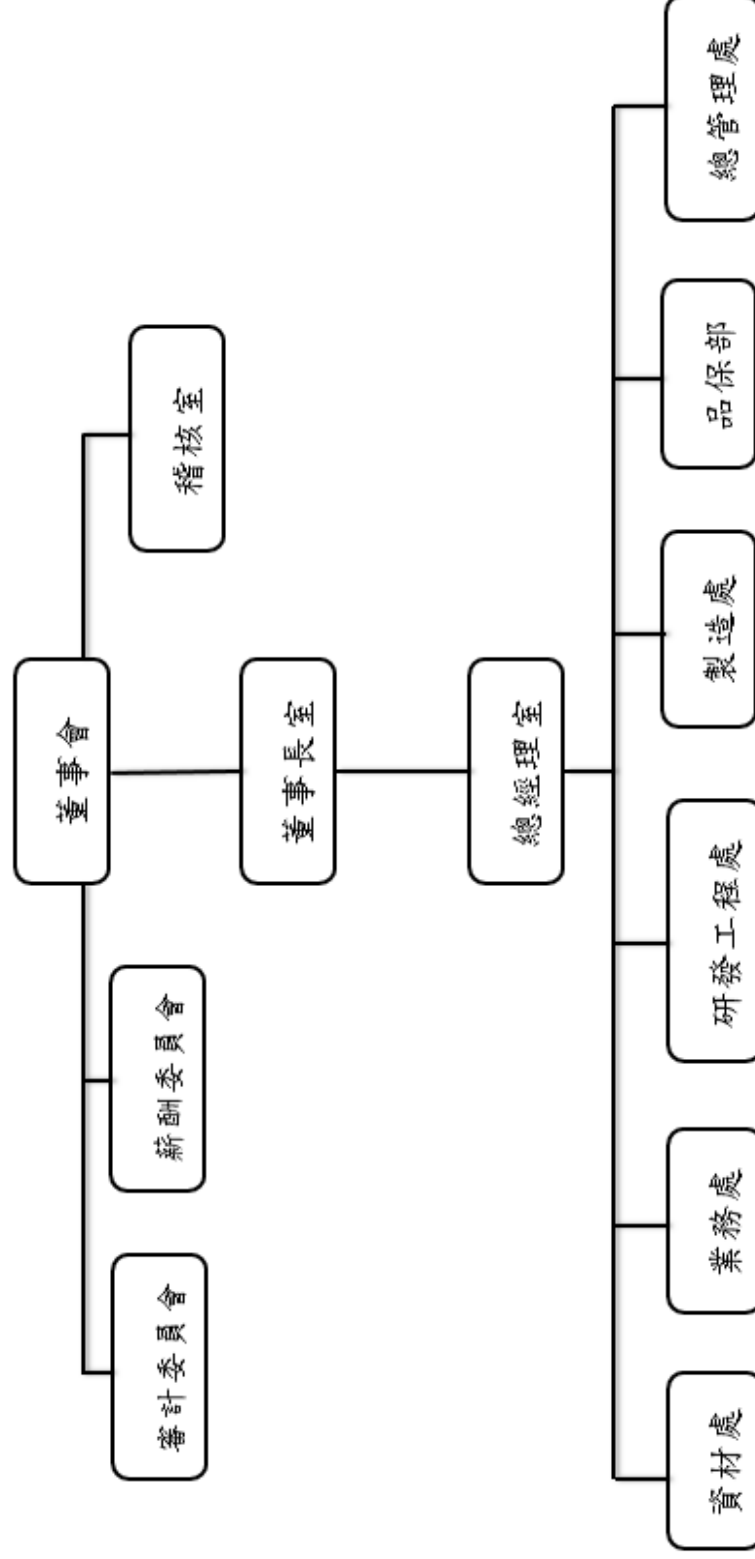 董事會
審計委員會
薪酬委員會
稽核室
董事長室
總經理室
資材處
業務處
研發工程處
製造處
品保部
總管理處